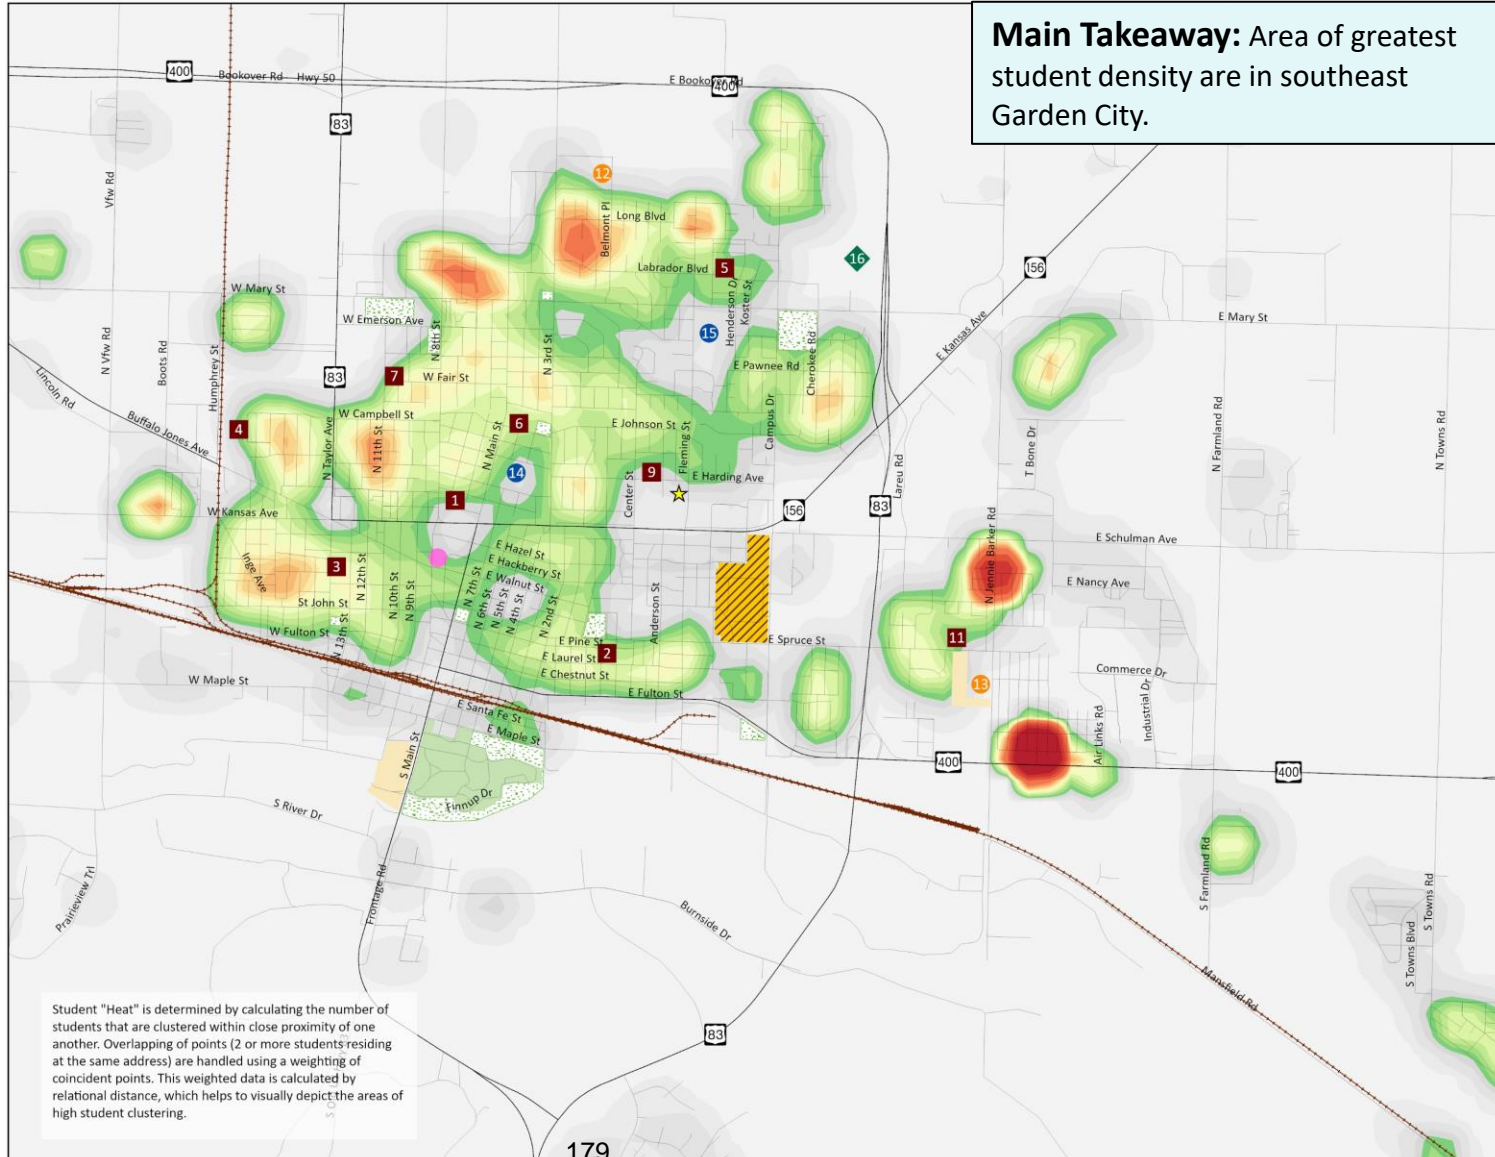 Main Takeaway: Area of greatest
student density are in southeast
Garden City.
400
Bookover Rd
Hwy 50
E Bookover Rd
400
83
Vfw Rd
12
Belmont Pl
Long Blvd
Labrador Blvd
5
16
156
W Mary St
W Emerson Ave
N 8th St
N 3rd St
15
Henderson Dr
Koster St
E Mary St
E Kansas Ave
N Vfw Rd
Boots Rd
Humphrey St
83
7
W Fair St
E Pawnee Rd
Cherokee Rd
Lincoln Rd
Buffalo Jones Ave
4
W Campbell St
N Taylor Ave
N 11th St
N Main St
6
E Johnson St
Fleming St
Campus Dr
T Bone Dr
N Farmland Rd
N Towns Rd
14
Center St
9
E Harding Ave
Lareu Rd
W Kansas Ave
1
156
83
E Schulman Ave
Inge Ave
3
N 12th St
E Hazel St
E Hackberry St
E Walnut St
N Jennie Barker Rd
E Nancy Ave
St John St
N 10th St
N 9th St
N 7th St
N 6th St
N 5th St
N 4th St
N 2nd St
Anderson St
W Fulton St
N 13th St
E Pine St
E Laurel St
2
E Chestnut St
E Spruce St
11
W Maple St
E Fulton St
13
Commerce Dr
Industrial Dr
E Santa Fe St
E Maple St
S Main St
Air Links Rd
400
400
Finnup Dr
S River Dr
Prairieview Trl
Frontage Rd
Burnside Dr
S Farmland Rd
S Towns Rd
S Towns Blvd
Mansfield Rd
83
Student "Heat" is determined by calculating the number of
students that are clustered within close proximity of one
another. Overlapping of points (2 or more students residing
at the same address) are handled using a weighting of
coincident points. This weighted data is calculated by
relational distance, which helps to visually depict the areas of
high student clustering.
179